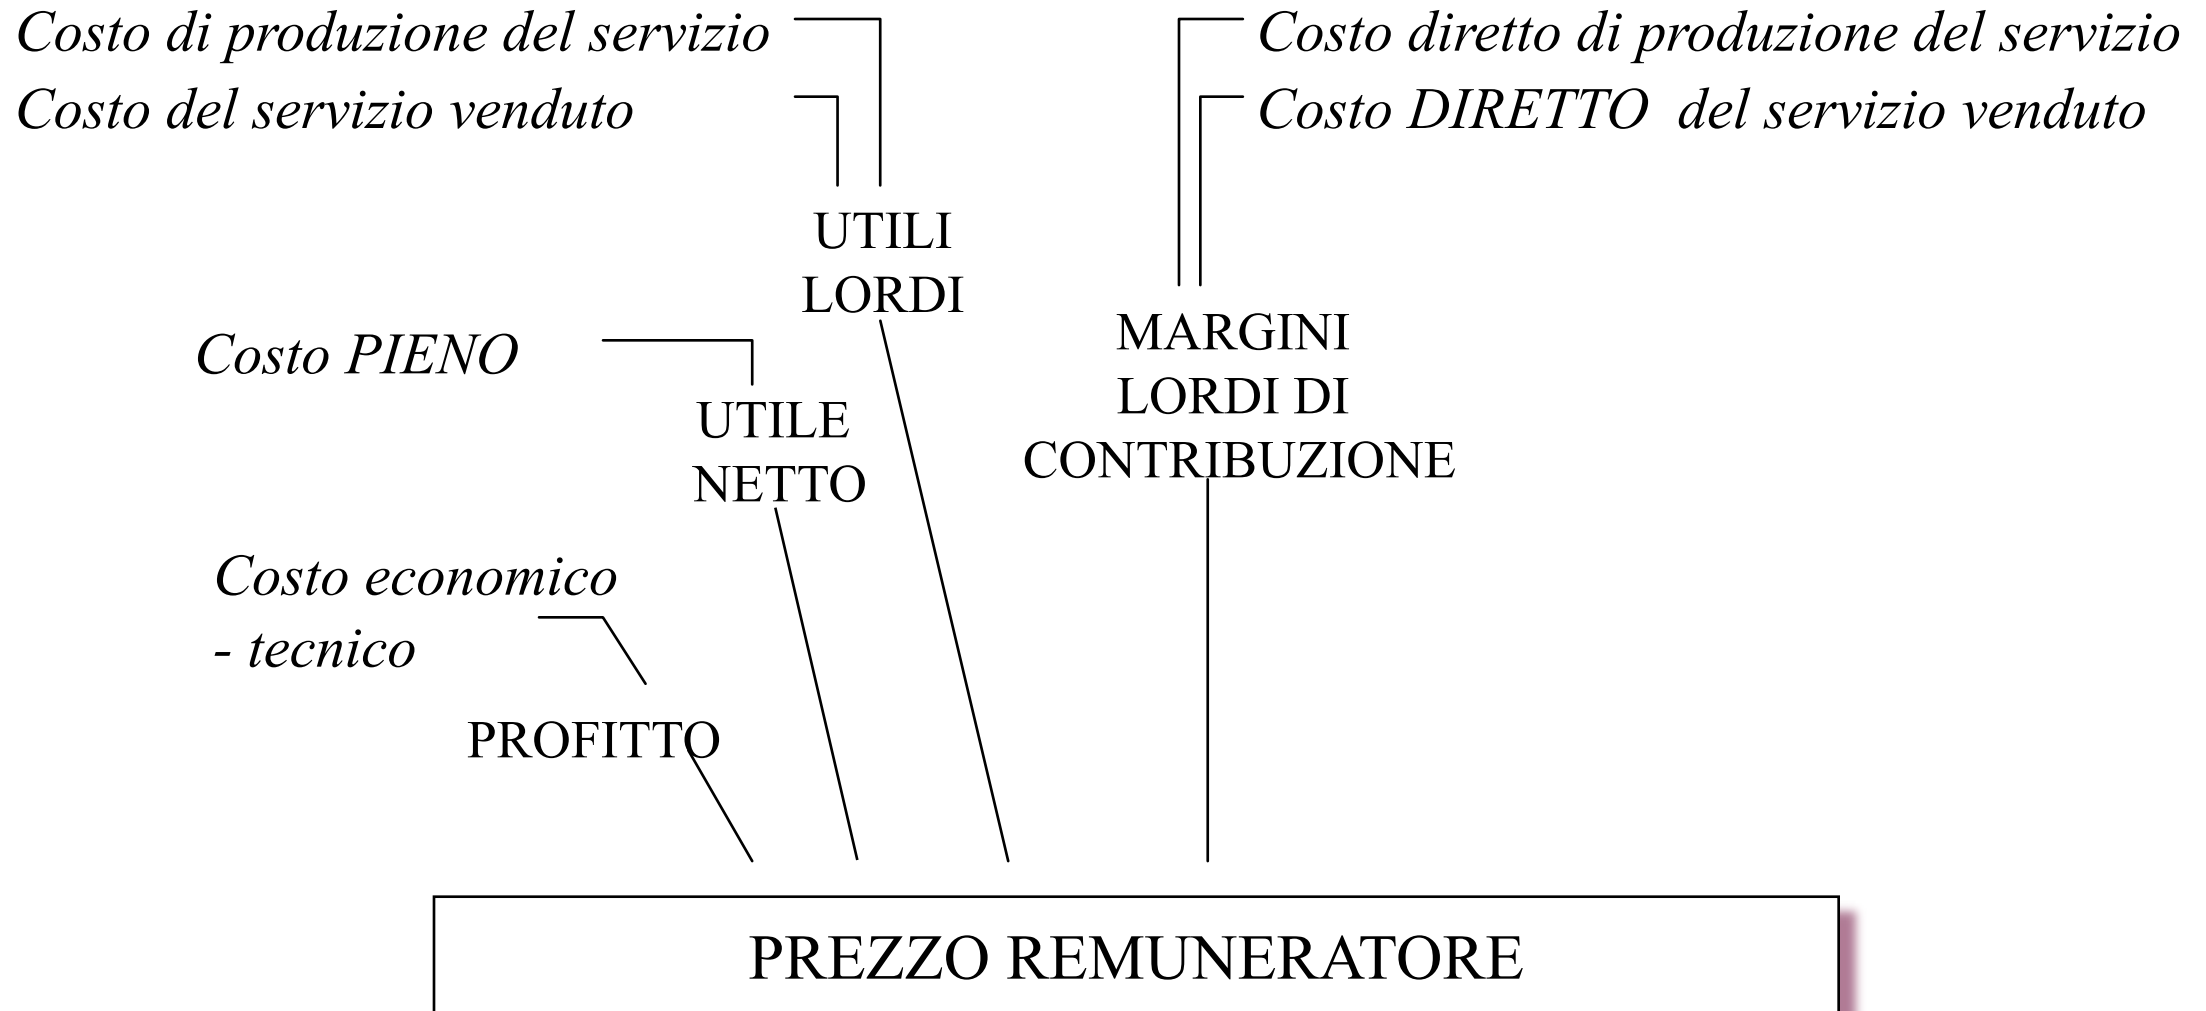 Costo di produzione del servizio
Costo del servizio venduto
Costo diretto di produzione del servizio
Costo DIRETTO del servizio venduto
UTILI
LORDI
MARGINI
LORDI DI
CONTRIBUZIONE
Costo PIENO
UTILE
NETTO
Costo economico
- tecnico
PROFITTO
PREZZO REMUNERATORE